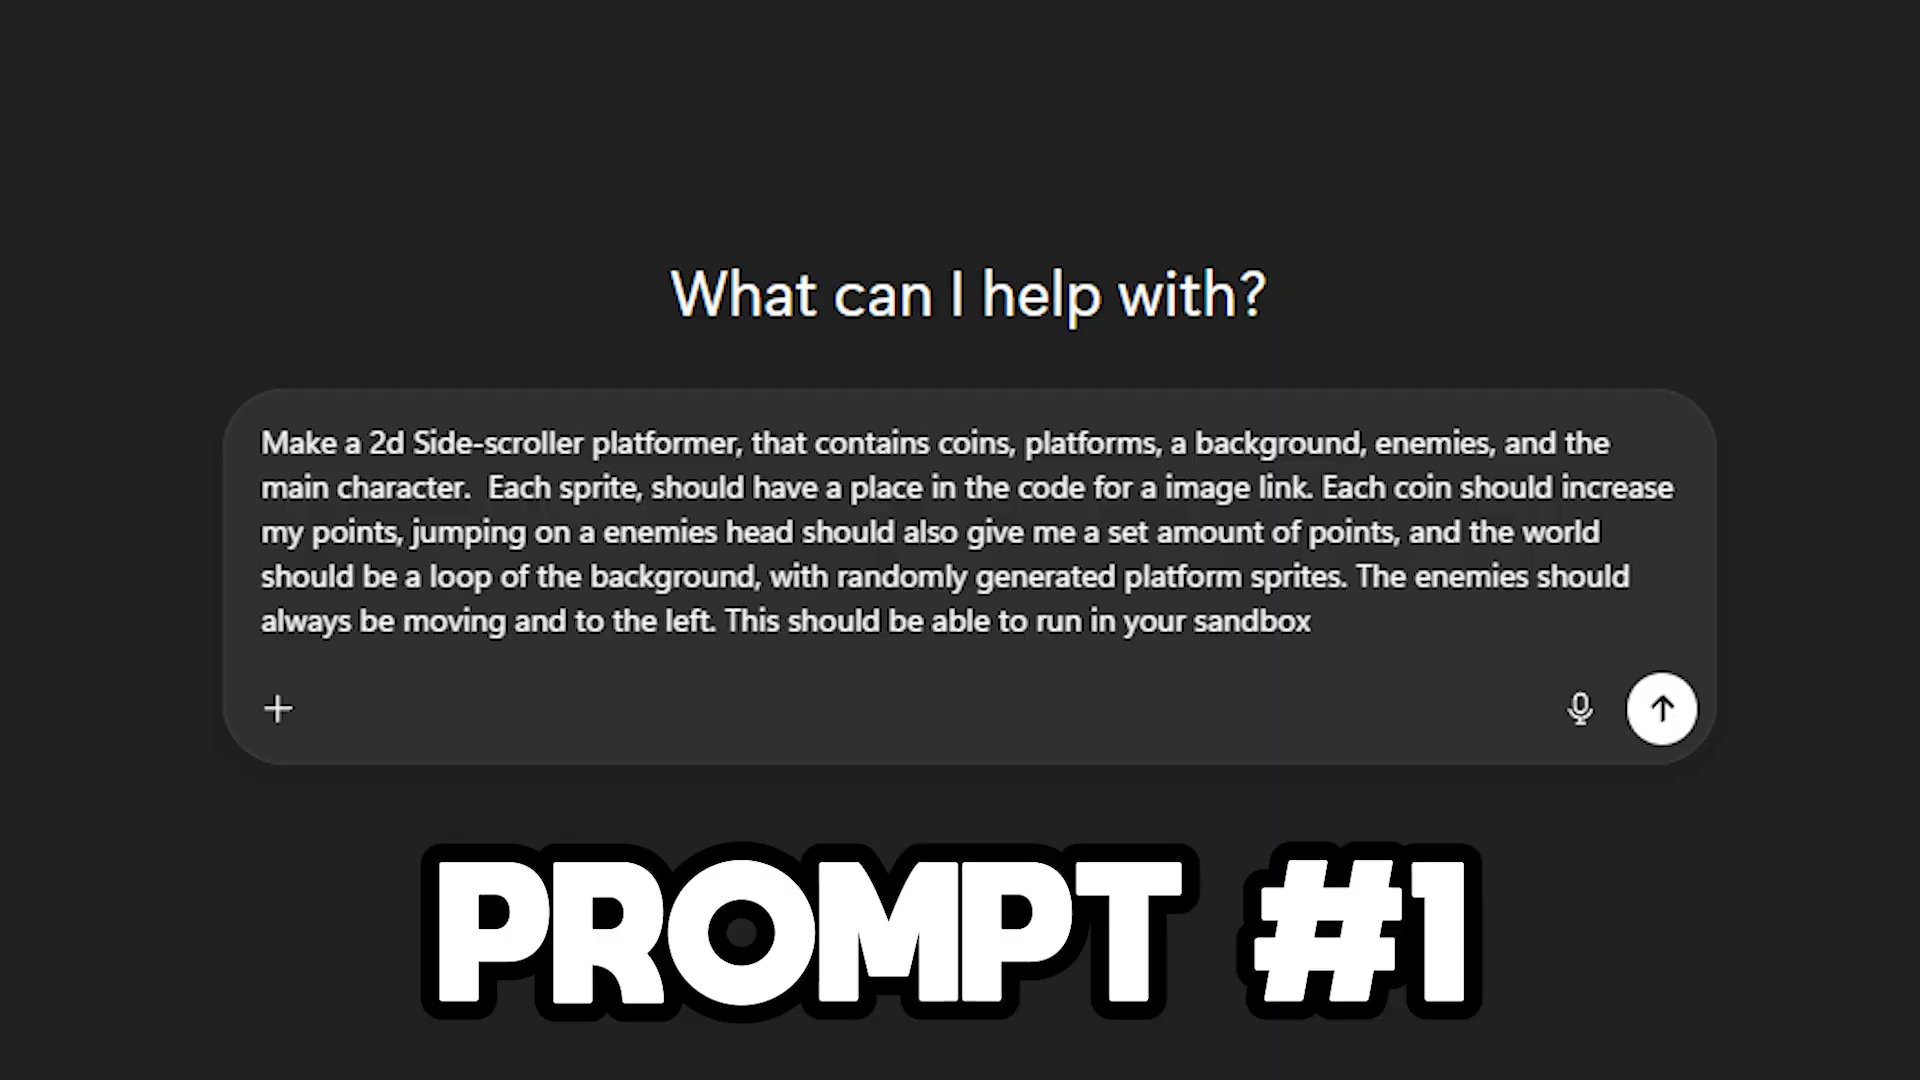 What can I help with?
Make a 2d Side-scroller platformer, that contains coins, platforms, a background, enemies, and the
main character.  Each sprite, should have a place in the code for a image link. Each coin should increase
my points, jumping on a enemies head should also give me a set amount of points, and the world
should be a loop of the background, with randomly generated platform sprites. The enemies should
always be moving and to the left. This should be able to run in your sandbox
PROMPT #1